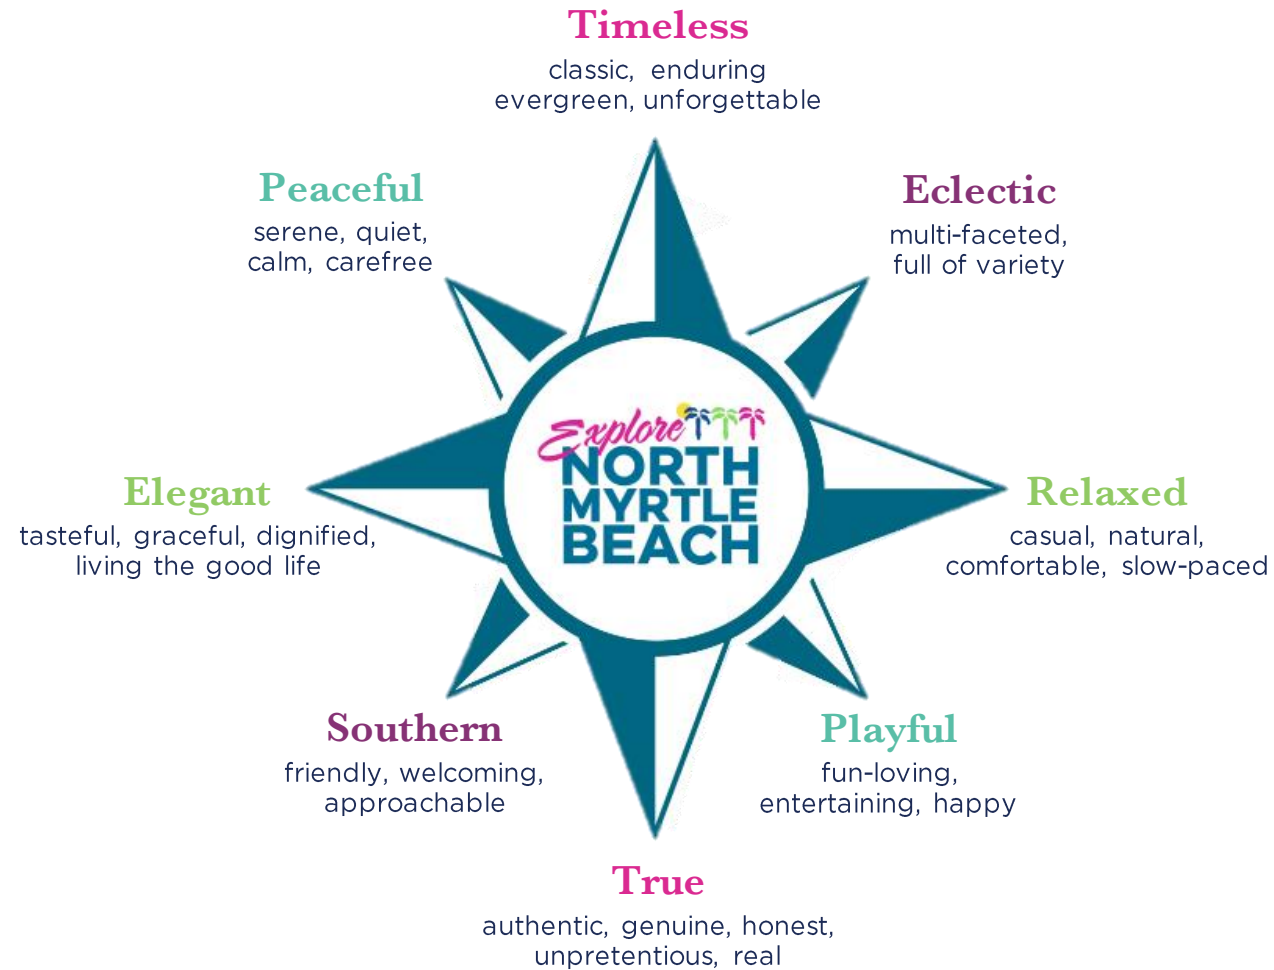 Timeless
classic, enduring
evergreen, unforgettable
Peaceful
serene, quiet,
calm, carefree
Eclectic
multi-faceted,
full of variety
Explore
NORTH
MYRTLE
BEACH
Elegant
tasteful, graceful, dignified,
living the good life
Relaxed
casual, natural,
comfortable, slow-paced
Southern
friendly, welcoming,
approachable
Playful
fun-loving,
entertaining, happy
True
authentic, genuine, honest,
unpretentious, real